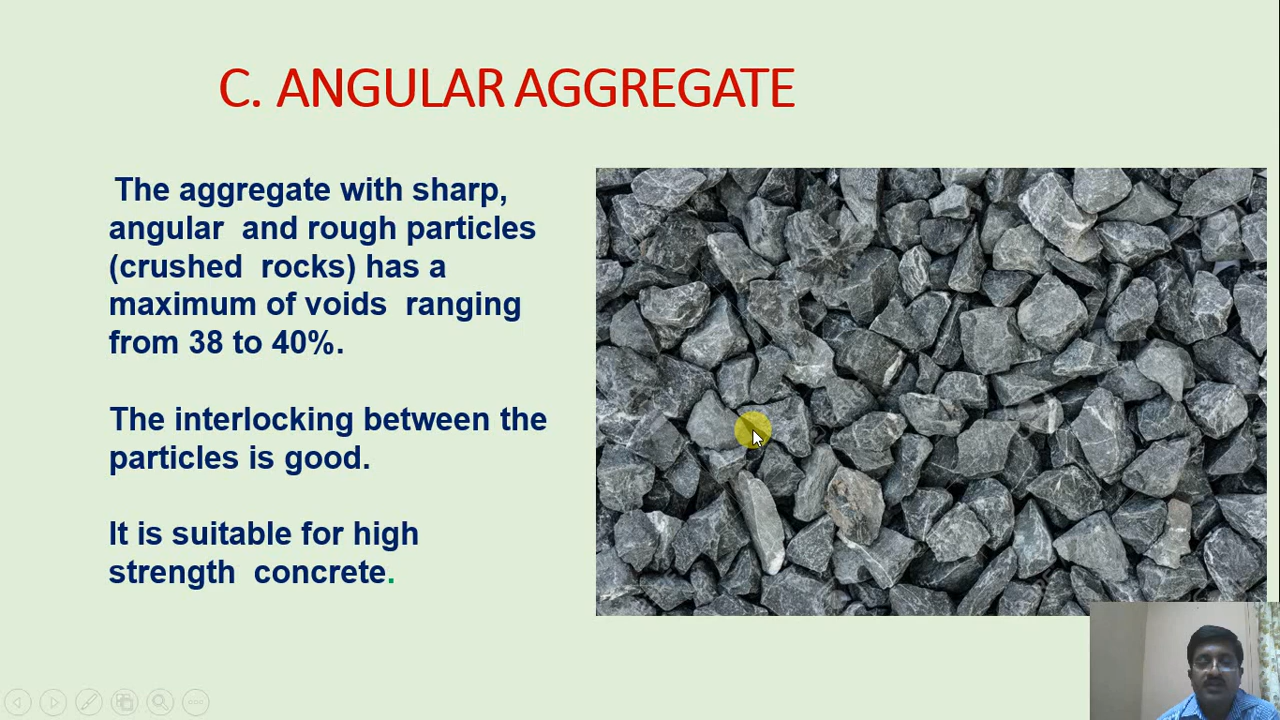 C. ANGULAR AGGREGATE
The aggregate with sharp,
angular and rough particles
(crushed rocks) has a
maximum of voids ranging
from 38 to 40%.
The interlocking between the
particles is good.
It is suitable for high
strength concrete.